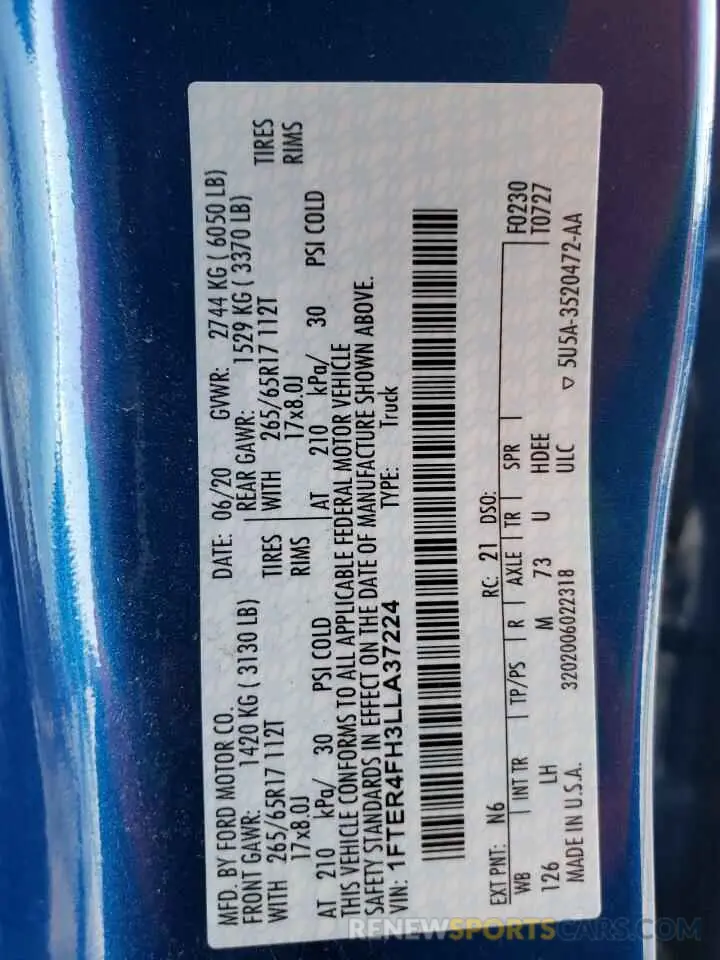 MFD. BY FORD MOTOR CO. DATE: 06/20 GVWR: 2744 KG ( 6050 LB)
FRONT GAWR: 1420 KG ( 3130 LB) REAR GAWR: 1529 KG ( 3370 LB)
WITH 265/65R17 112T TIRES WITH 265/65R17 112T TIRES
17x8.0J RIMS 17x8.0J RIMS
AT 210 kPa/ 30 PSI COLD AT 210 kPa/ 30 PSI COLD
THIS VEHICLE CONFORMS TO ALL APPLICABLE FEDERAL MOTOR VEHICLE
SAFETY STANDARDS IN EFFECT ON THE DATE OF MANUFACTURE SHOWN ABOVE.
VIN: 1FTER4FH3LLA37224 TYPE: Truck
EXT PNT: N6 RC: 21 DSO: F0230
WB INT TR TP/PS R AXLE TR SPR T0727
126 LH M 73 U HDEE
MADE IN U.S.A. 3202006022318 ULC ▽ 5U5A-3520472-AA
RENEWSPORTSCARS.COM